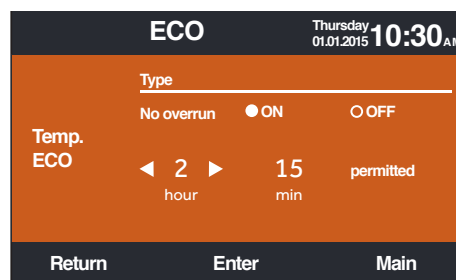 ECO
Thursday
01.01.2015 10:30 AM
Type
No overrun ON OFF
Temp.
ECO
2 15 permitted
hour min
Return Enter Main